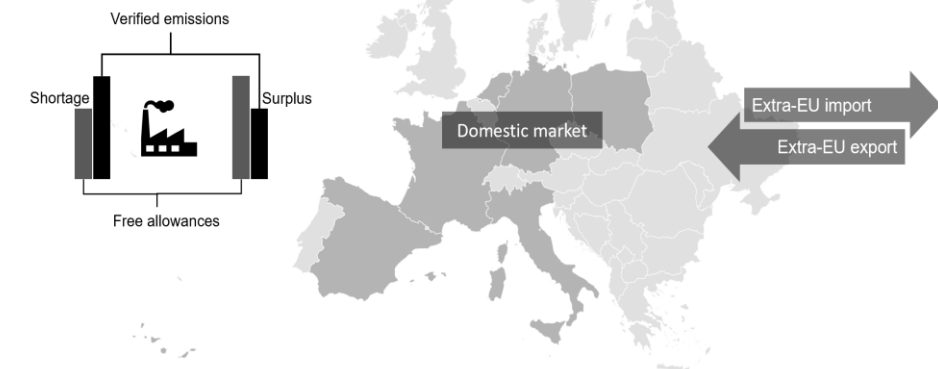 Verified emissions
Shortage
Surplus
Free allowances
Domestic market
Extra-EU import
Extra-EU export